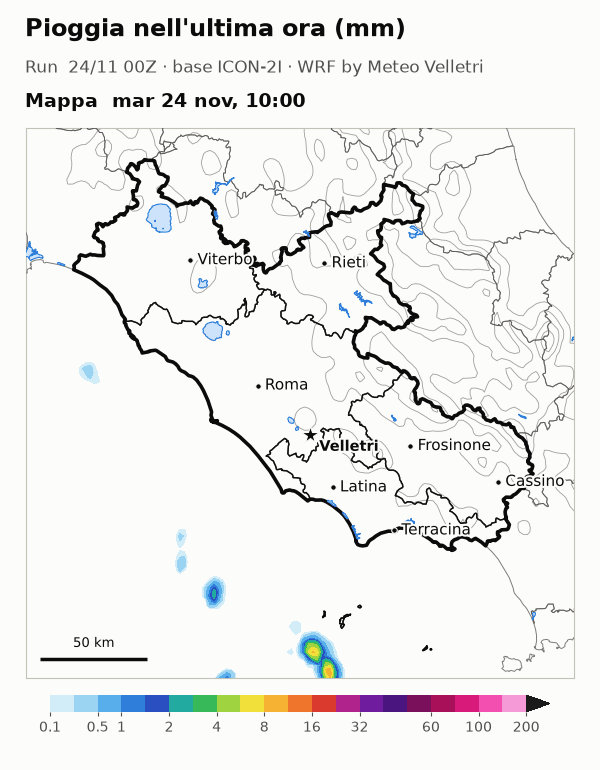 Pioggia nell'ultima ora (mm)
Run  24/11 00Z · base ICON-2I · WRF by Meteo Velletri
Mappa  mar 24 nov, 10:00
Viterbo
Rieti
Roma
Velletri
Frosinone
Cassino
Latina
Terracina
50 km
0.1 0.5 1 2 4 8 16 32 60 100 200